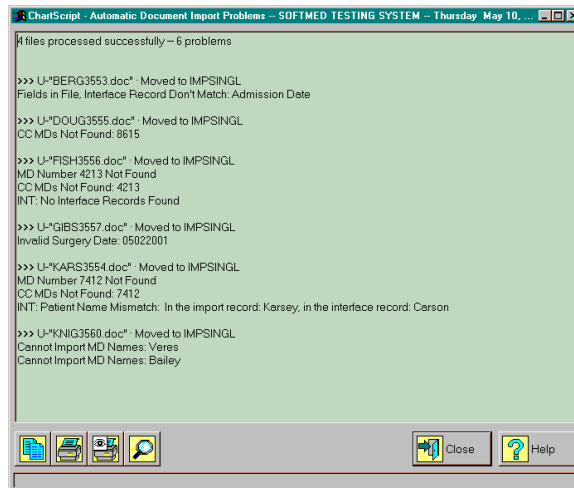 ChartScript - Automatic Document Import Problems -- SOFTMED TESTING SYSTEM -- Thursday May 10, ...
4 files processed successfully – 6 problems
>>> U-"BERG3553.doc" · Moved to IMPSINGL
Fields in File, Interface Record Don't Match: Admission Date
>>> U-"DOUG3555.doc" · Moved to IMPSINGL
CC MDs Not Found: 8615
>>> U-"FISH3556.doc" · Moved to IMPSINGL
MD Number 4213 Not Found
CC MDs Not Found: 4213
INT: No Interface Records Found
>>> U-"GIBS3557.doc" · Moved to IMPSINGL
Invalid Surgery Date: 05022001
>>> U-"KARS3554.doc" · Moved to IMPSINGL
MD Number 7412 Not Found
CC MDs Not Found: 7412
INT: Patient Name Mismatch: In the import record: Karsey, in the interface record: Carson
>>> U-"KNIG3560.doc" · Moved to IMPSINGL
Cannot Import MD Names: Veres
Cannot Import MD Names: Bailey
Close
Help